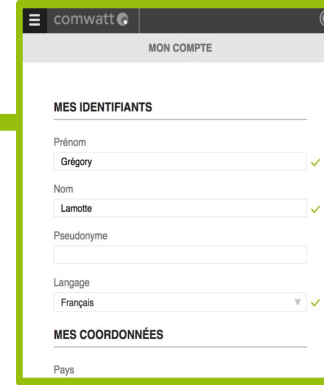 comwatt
MON COMPTE
MES IDENTIFIANTS
Prénom
Grégory
Nom
Lamotte
Pseudonyme
Langage
Français
MES COORDONNÉES
Pays